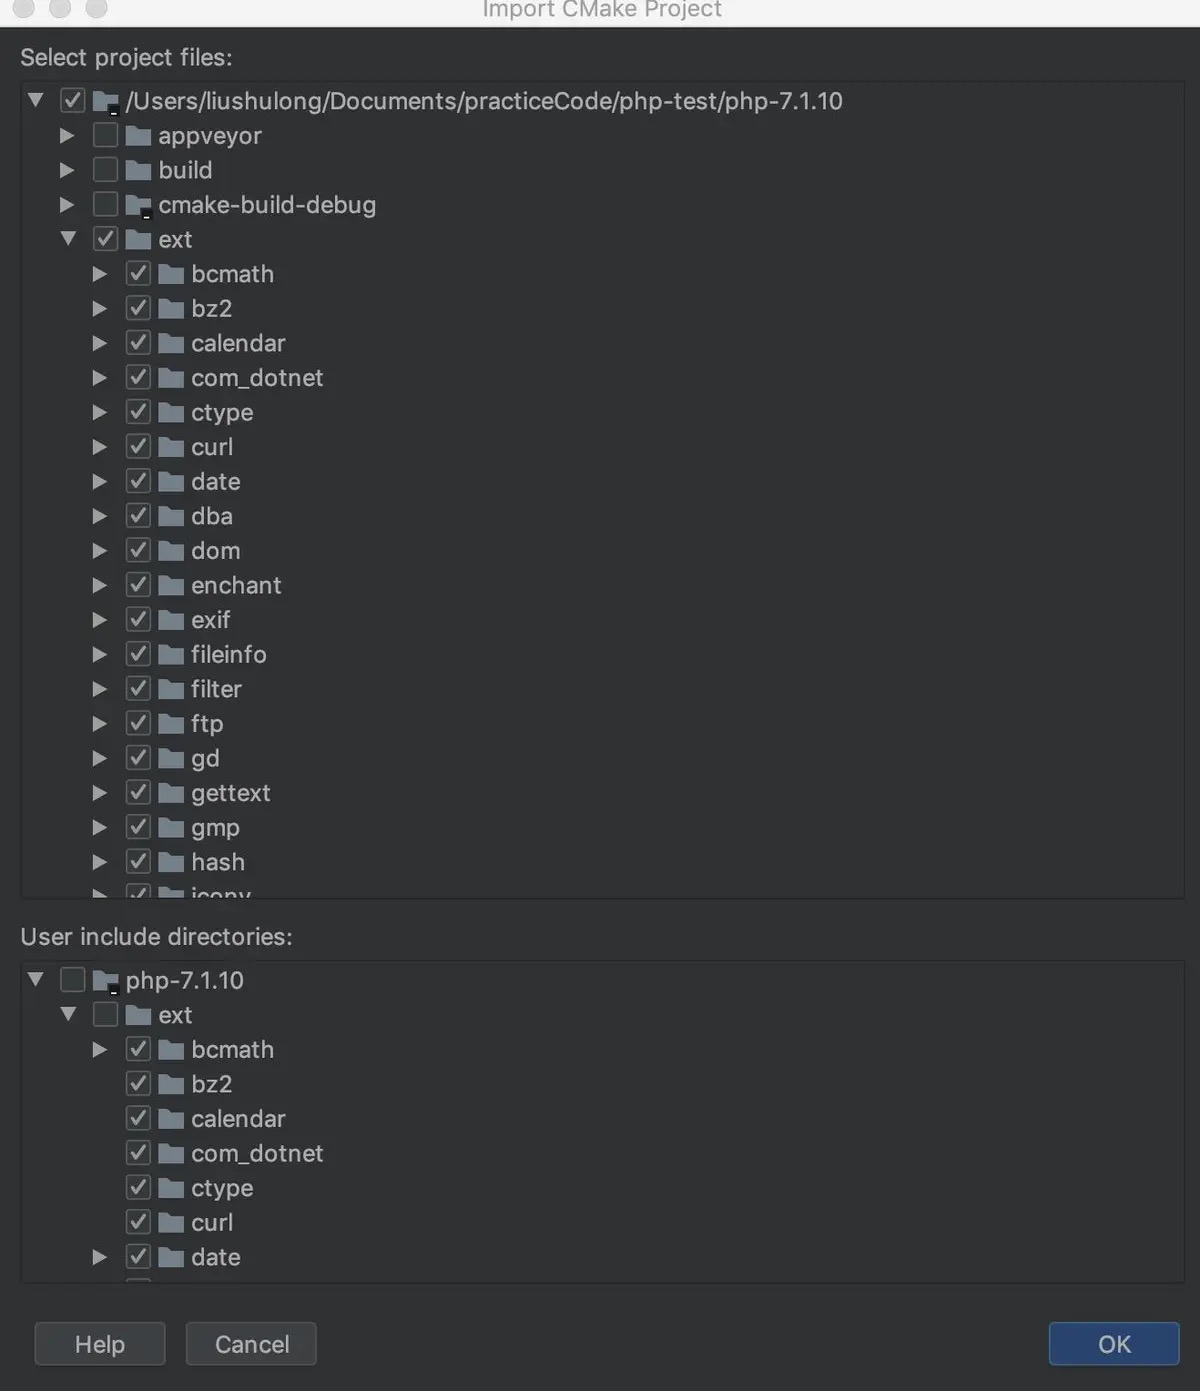 Import CMake Project
Select project files:
/Users/liushulong/Documents/practiceCode/php-test/php-7.1.10
appveyor
build
cmake-build-debug
ext
bcmath
bz2
calendar
com_dotnet
ctype
curl
date
dba
dom
enchant
exif
fileinfo
filter
ftp
gd
gettext
gmp
hash
iconv
User include directories:
php-7.1.10
ext
bcmath
bz2
calendar
com_dotnet
ctype
curl
date
Help
Cancel
OK